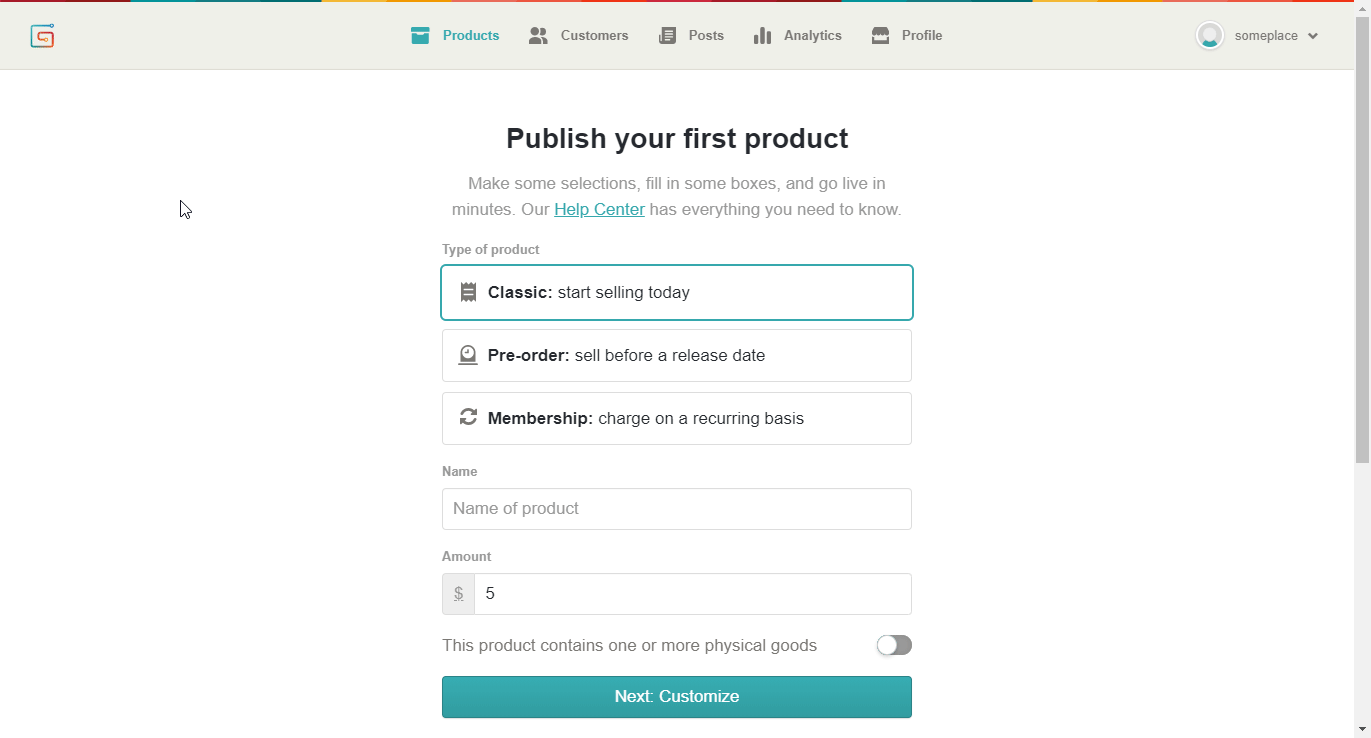 Products Customers Posts Analytics Profile someplace
Publish your first product
Make some selections, fill in some boxes, and go live in
minutes. Our Help Center has everything you need to know.
Type of product
Classic: start selling today
Pre-order: sell before a release date
Membership: charge on a recurring basis
Name
Name of product
Amount
$ 5
This product contains one or more physical goods
Next: Customize